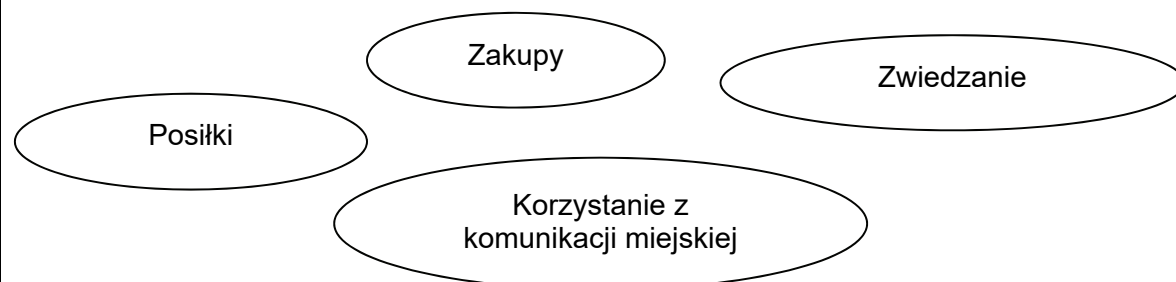 Zakupy
Zwiedzanie
Posiłki
Korzystanie z
komunikacji miejskiej